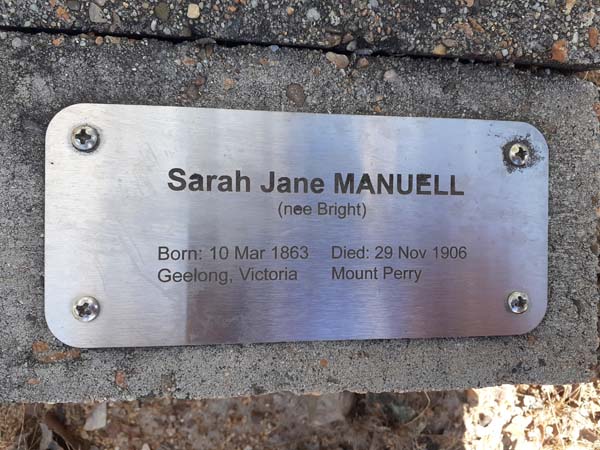 Sarah Jane MANUELL
(nee Bright)
Born: 10 Mar 1863 Died: 29 Nov 1906
Geelong, Victoria Mount Perry